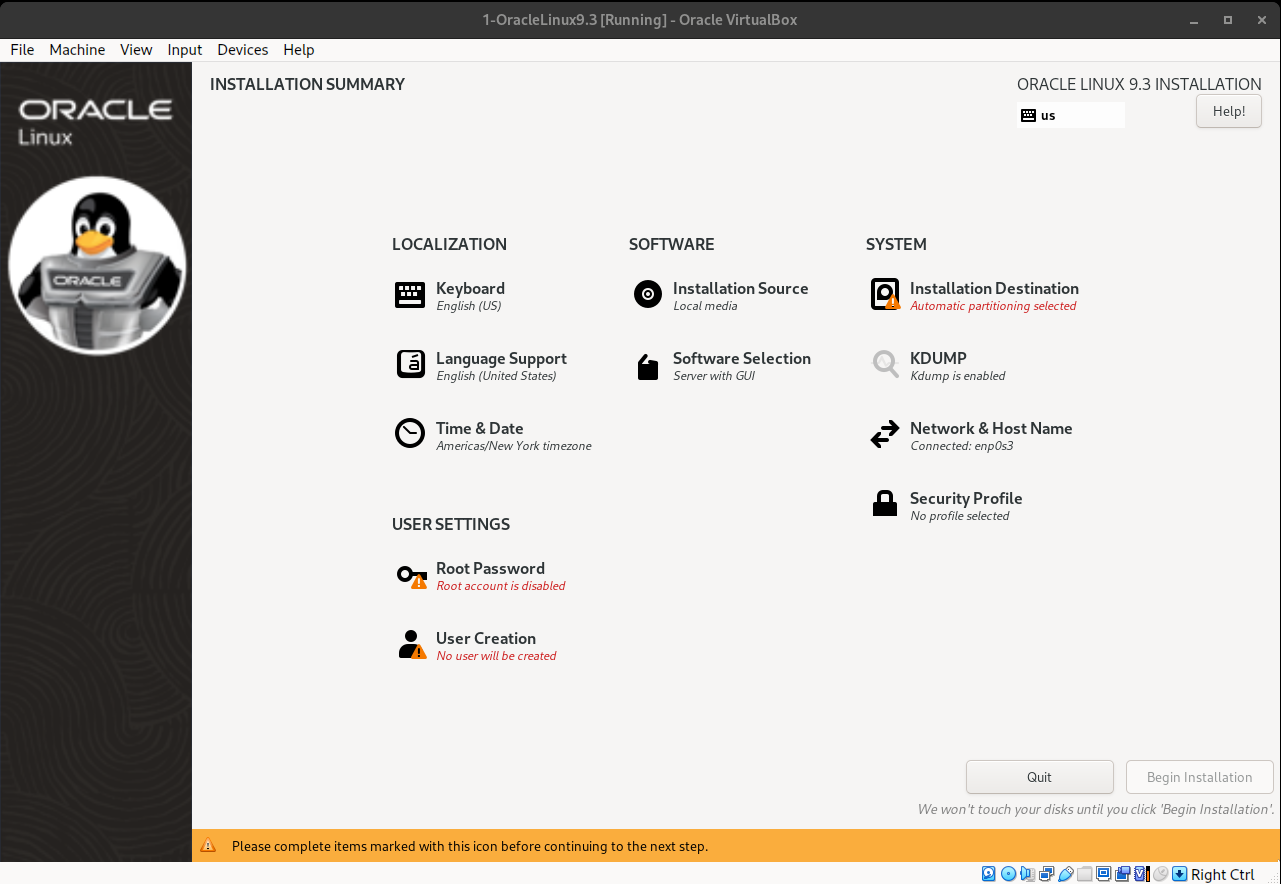 1-OracleLinux9.3 [Running] - Oracle VirtualBox
File Machine View Input Devices Help
ORACLE
Linux
ORACLE
INSTALLATION SUMMARY
ORACLE LINUX 9.3 INSTALLATION
us
Help!
LOCALIZATION
Keyboard
English (US)
Language Support
English (United States)
Time & Date
Americas/New York timezone
SOFTWARE
Installation Source
Local media
Software Selection
Server with GUI
SYSTEM
Installation Destination
Automatic partitioning selected
KDUMP
Kdump is enabled
Network & Host Name
Connected: enp0s3
Security Profile
No profile selected
USER SETTINGS
Root Password
Root account is disabled
User Creation
No user will be created
Quit
Begin Installation
We won't touch your disks until you click 'Begin Installation'.
Please complete items marked with this icon before continuing to the next step.
Right Ctrl